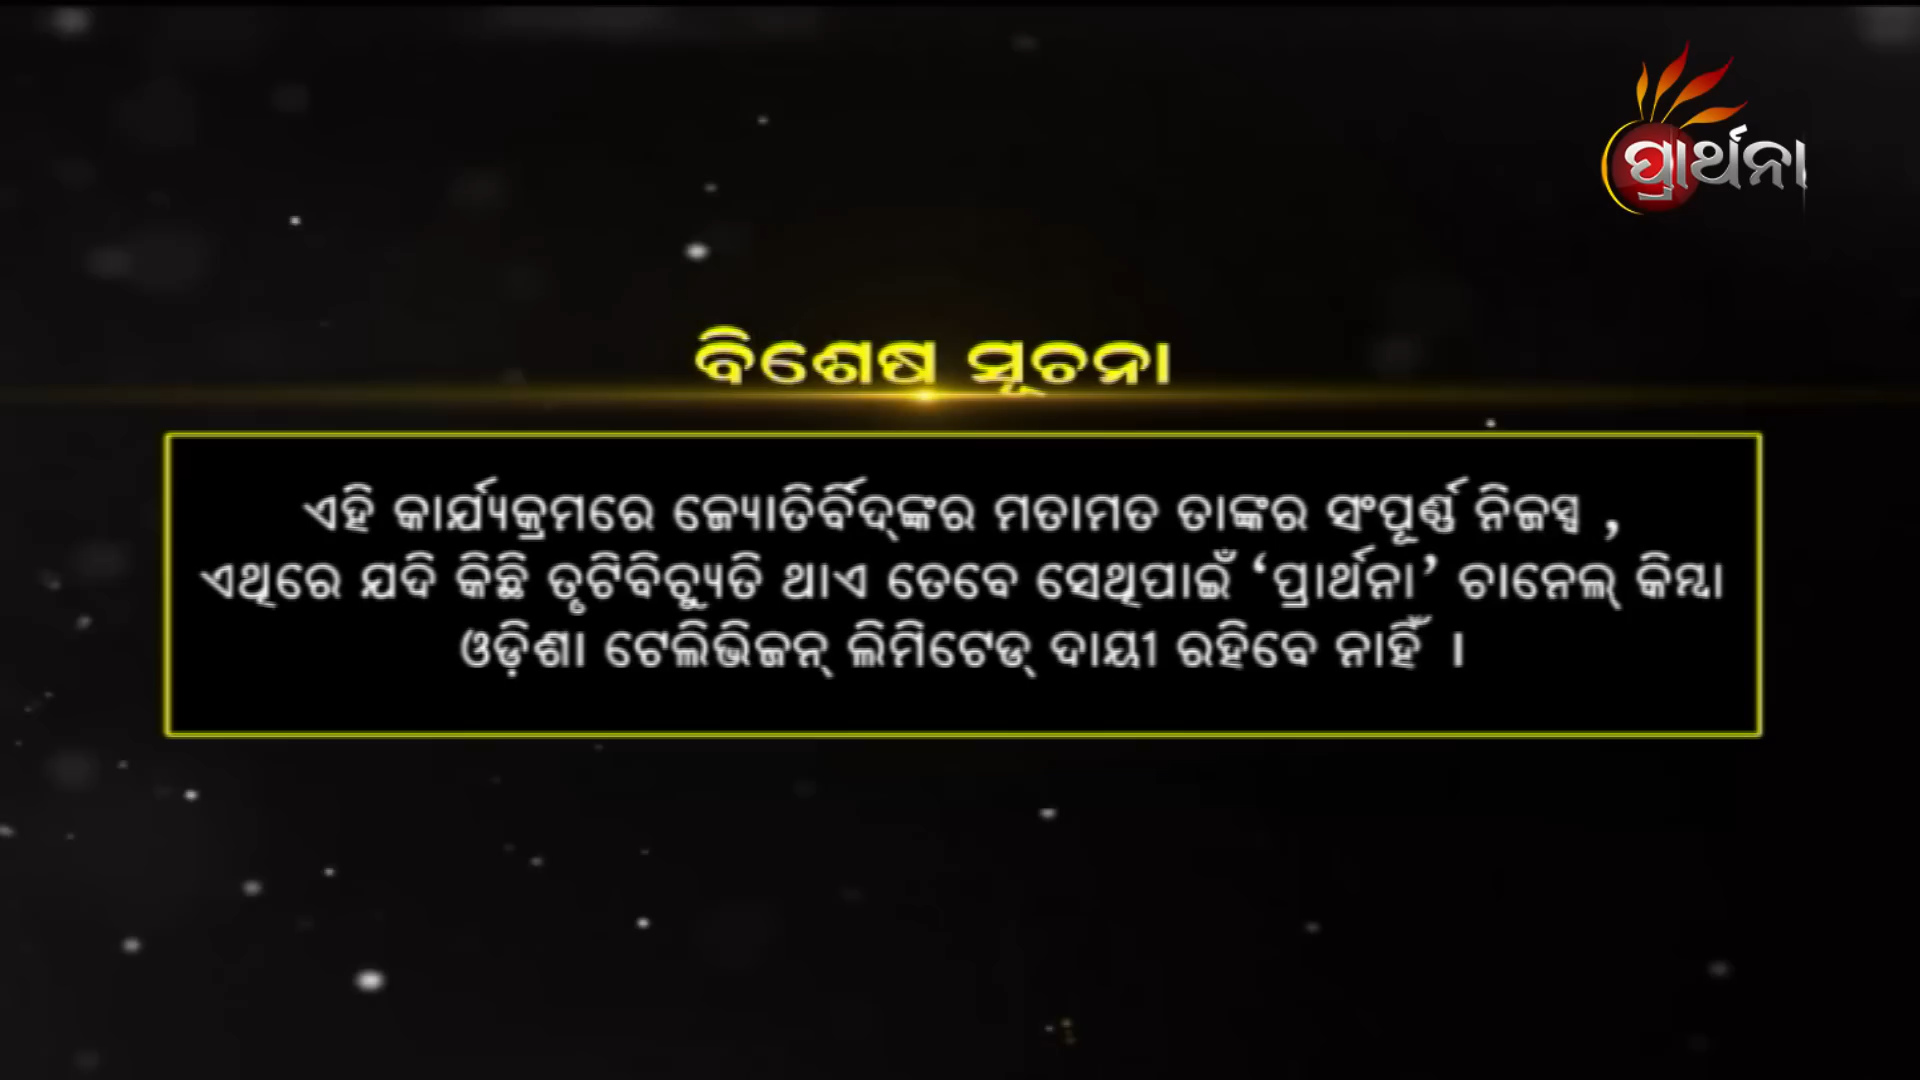 ପ୍ରାର୍ଥନା
ବିଶେଷ ସୂଚନା
ଏହି କାର୍ଯ୍ୟକ୍ରମରେ ଜ୍ୟୋତିର୍ବିଦ୍‌ଙ୍କର ମତାମତ ତାଙ୍କର ସଂପୂର୍ଣ୍ଣ ନିଜସ୍ୱ ,
ଏଥିରେ ଯଦି କିଛି ତୃଟିବିଚ୍ୟୁତି ଥାଏ ତେବେ ସେଥିପାଇଁ ‘ପ୍ରାର୍ଥନା’ ଚାନେଲ୍ କିମ୍ବା
ଓଡ଼ିଶା ଟେଲିଭିଜନ୍ ଲିମିଟେଡ୍ ଦାୟୀ ରହିବେ ନାହିଁ ।